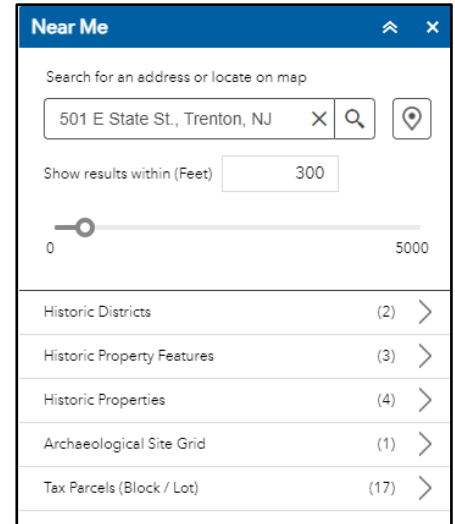 Near Me
Search for an address or locate on map
501 E State St., Trenton, NJ
Show results within (Feet) 300
0 5000
Historic Districts (2)
Historic Property Features (3)
Historic Properties (4)
Archaeological Site Grid (1)
Tax Parcels (Block / Lot) (17)